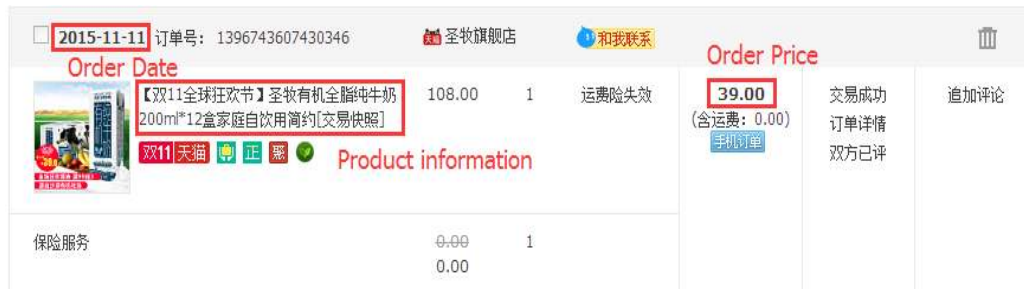 2015-11-11 订单号: 1396743607430346 圣牧旗舰店 和我联系
Order Date
Order Price
【双11全球狂欢节】圣牧有机全脂纯牛奶 108.00 1 运费险失效 39.00 交易成功 追加评论
200ml*12盒家庭自饮用简约[交易快照] (含运费: 0.00) 订单详情
双11 天猫 正 聚 手机订单 双方已评
Product information
保险服务 0.00 1
0.00